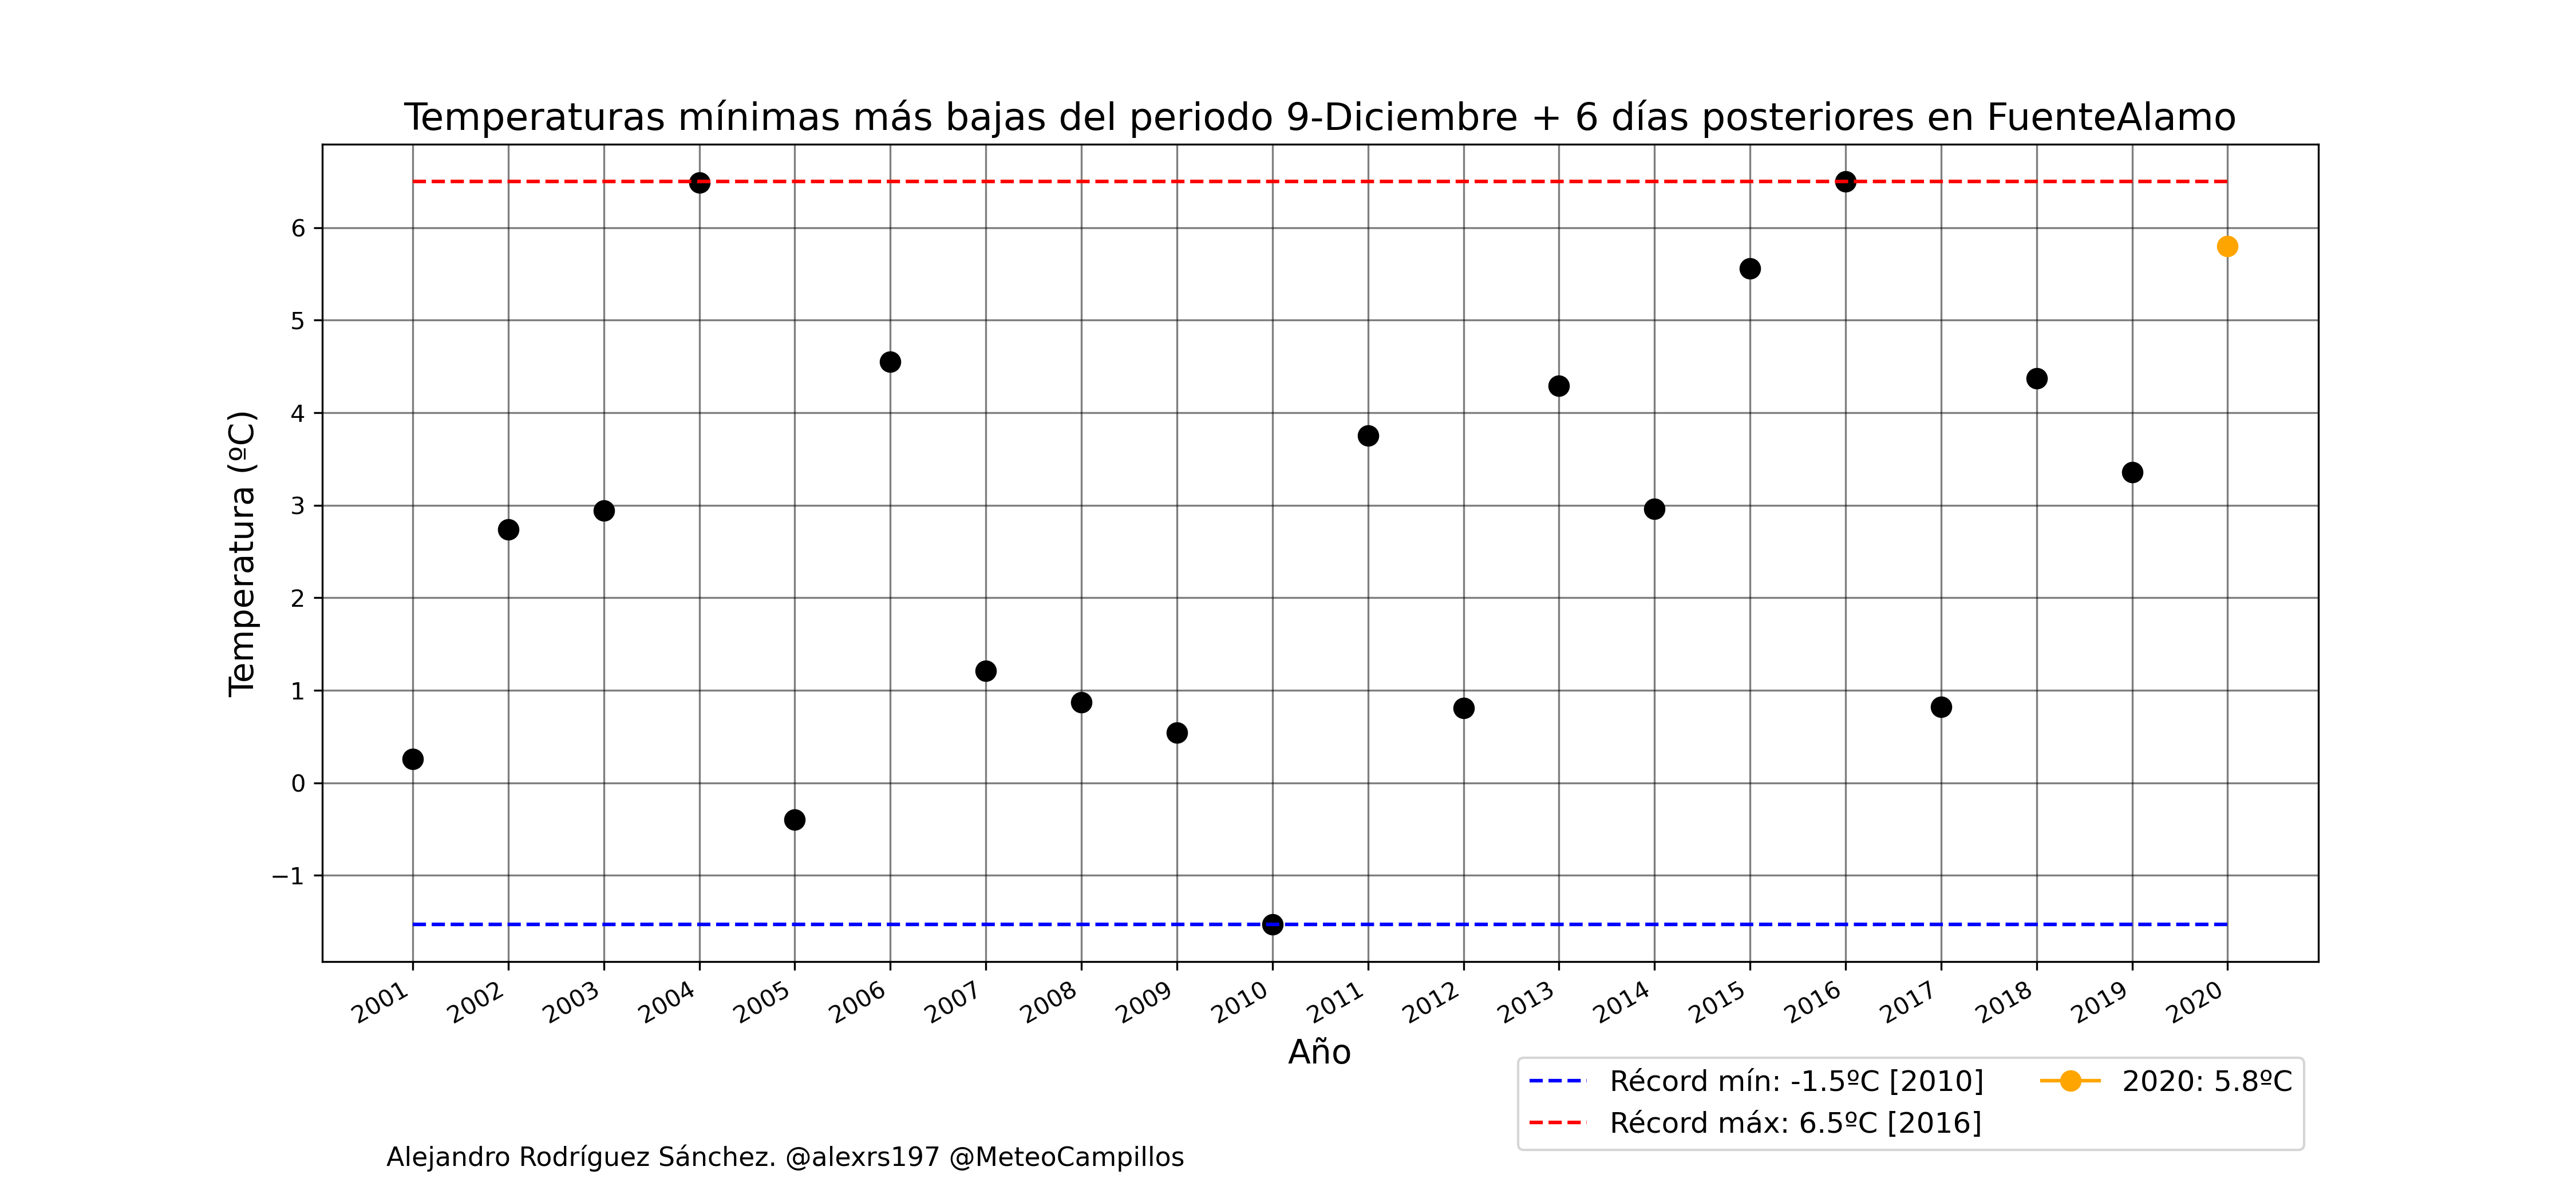 Temperaturas mínimas más bajas del periodo 9-Diciembre + 6 días posteriores en FuenteAlamo
Temperatura (ºC)
6
5
4
3
2
1
0
−1
2001 2002 2003 2004 2005 2006 2007 2008 2009 2010 2011 2012 2013 2014 2015 2016 2017 2018 2019 2020
Año
Récord mín: -1.5ºC [2010]
Récord máx: 6.5ºC [2016]
2020: 5.8ºC
Alejandro Rodríguez Sánchez. @alexrs197 @MeteoCampillos